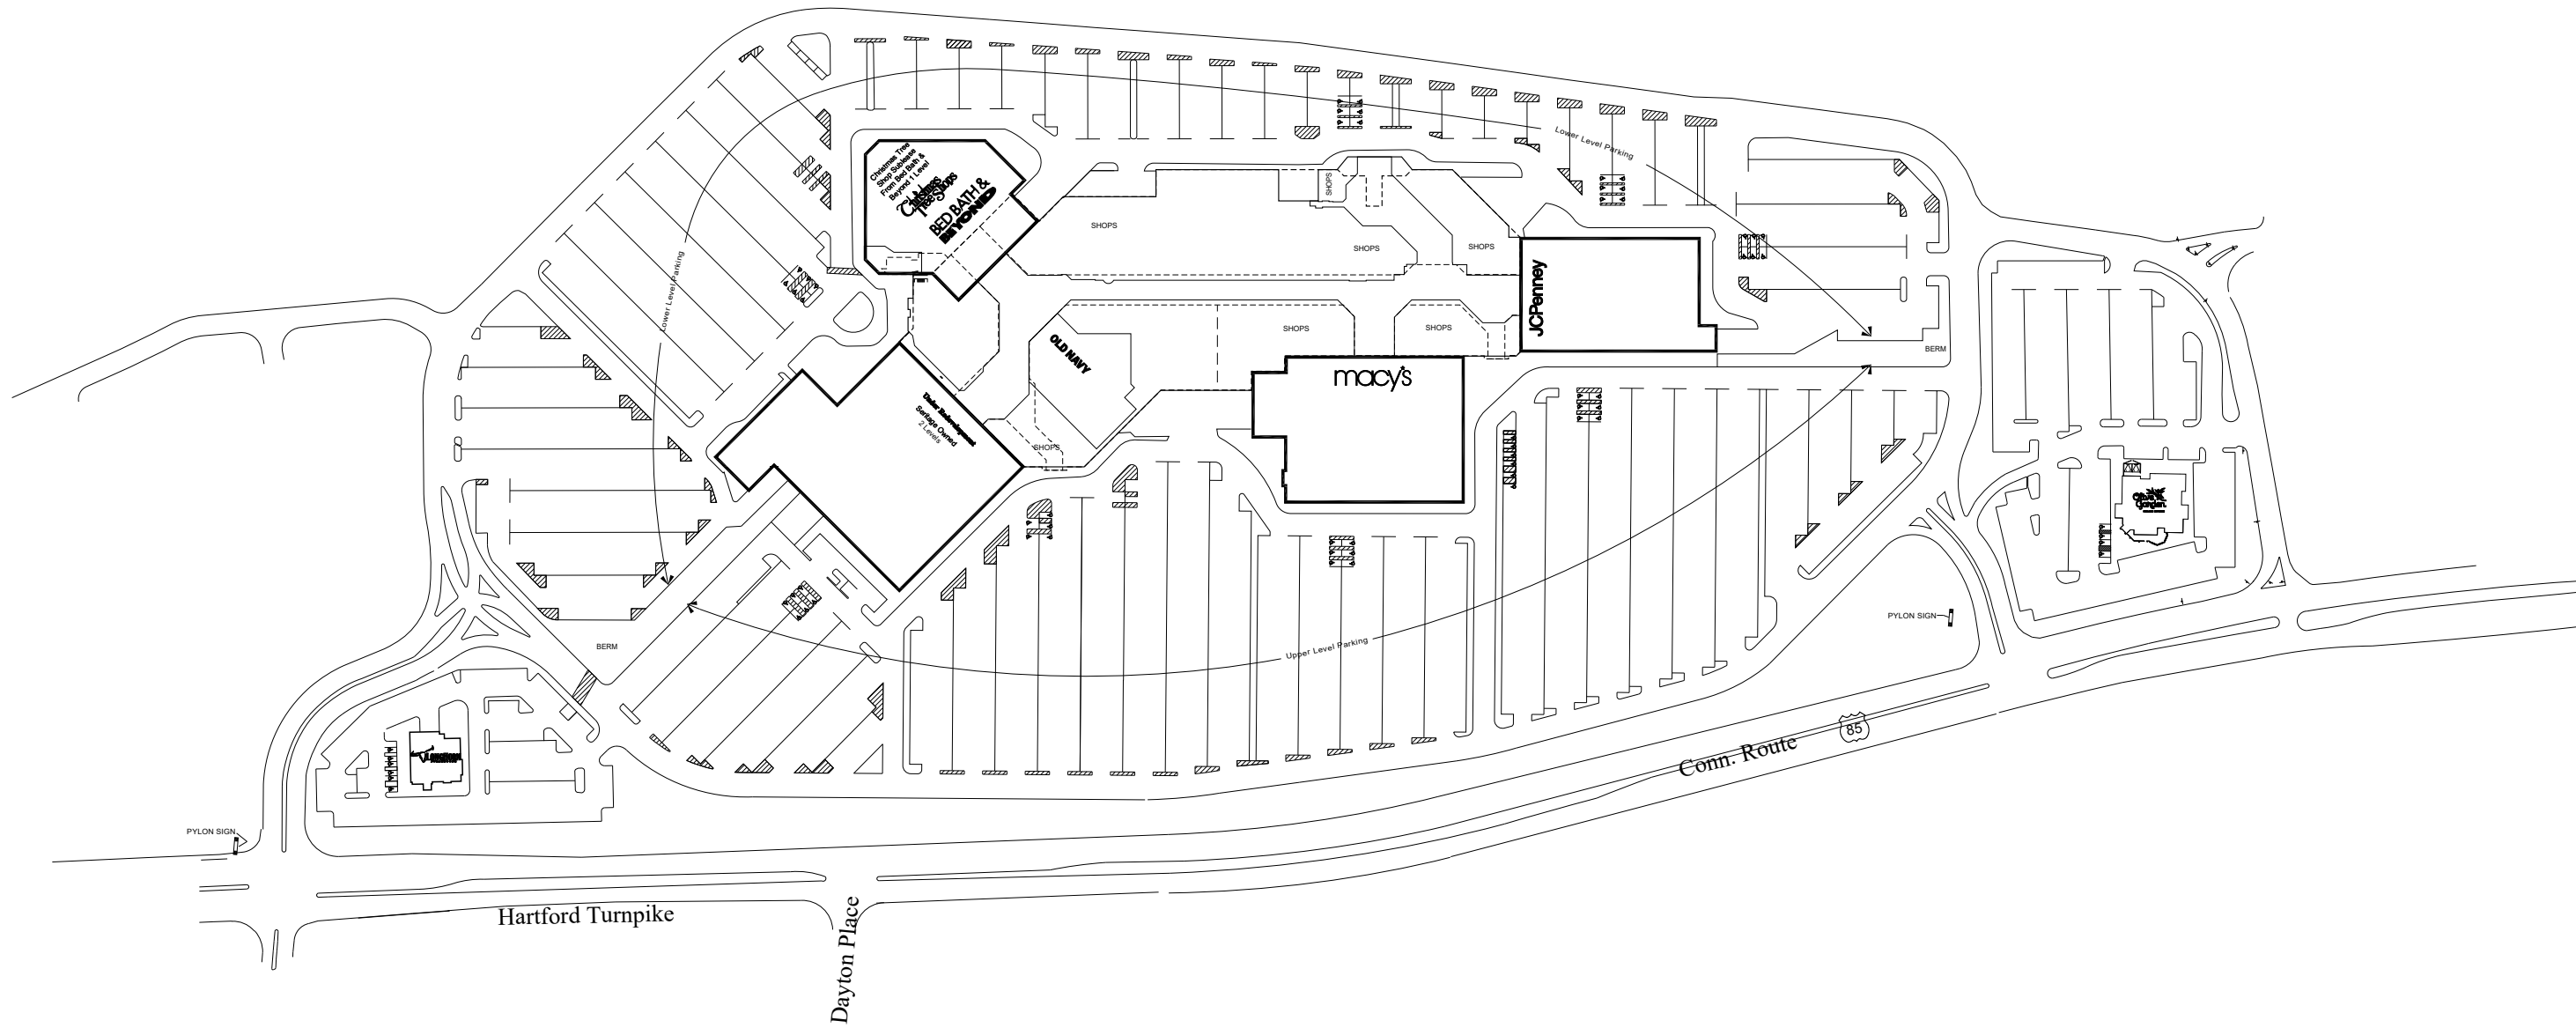 Lower Level Parking
Christmas Tree
Shop Sublease
From Bed Bath &
Beyond 1 Level
Christmas
Tree Shops
BED BATH &
BEYOND
SHOPS
SHOPS
SHOPS
SHOPS
JCPenney
Lower Level Parking
OLD NAVY
SHOPS
SHOPS
BERM
macy's
Under Redevelopment
Seritage Owned
2 Levels
SHOPS
Olive
Garden
PYLON SIGN
Upper Level Parking
BERM
85
Conn. Route
PYLON SIGN
Hartford Turnpike
Dayton Place